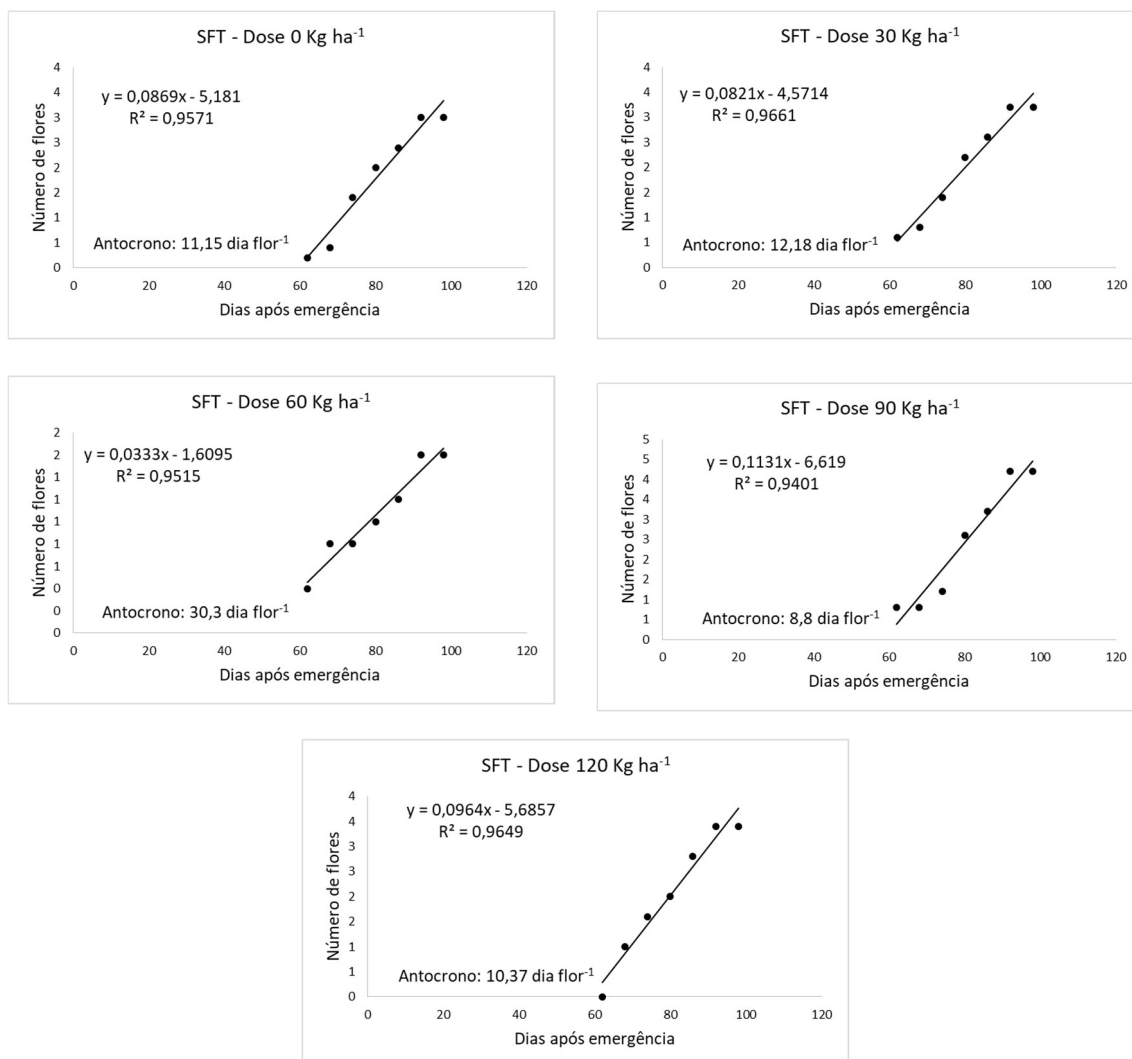 SFT - Dose 0 Kg ha⁻¹
4
4
3
3
2
2
1
1
0
Número de flores
y = 0,0869x - 5,181
R² = 0,9571
Antocrono: 11,15 dia flor⁻¹
0 20 40 60 80 100 120
Dias após emergência
SFT - Dose 30 Kg ha⁻¹
4
4
3
3
2
2
1
1
0
Número de flores
y = 0,0821x - 4,5714
R² = 0,9661
Antocrono: 12,18 dia flor⁻¹
0 20 40 60 80 100 120
Dias após emergência
SFT - Dose 60 Kg ha⁻¹
2
2
1
1
1
1
1
0
0
0
Número de flores
y = 0,0333x - 1,6095
R² = 0,9515
Antocrono: 30,3 dia flor⁻¹
0 20 40 60 80 100 120
Dias após emergência
SFT - Dose 90 Kg ha⁻¹
5
5
4
4
3
3
2
2
1
1
0
Número de flores
y = 0,1131x - 6,619
R² = 0,9401
Antocrono: 8,8 dia flor⁻¹
0 20 40 60 80 100 120
Dias após emergência
SFT - Dose 120 Kg ha⁻¹
4
4
3
3
2
2
1
1
0
Número de flores
y = 0,0964x - 5,6857
R² = 0,9649
Antocrono: 10,37 dia flor⁻¹
0 20 40 60 80 100 120
Dias após emergência